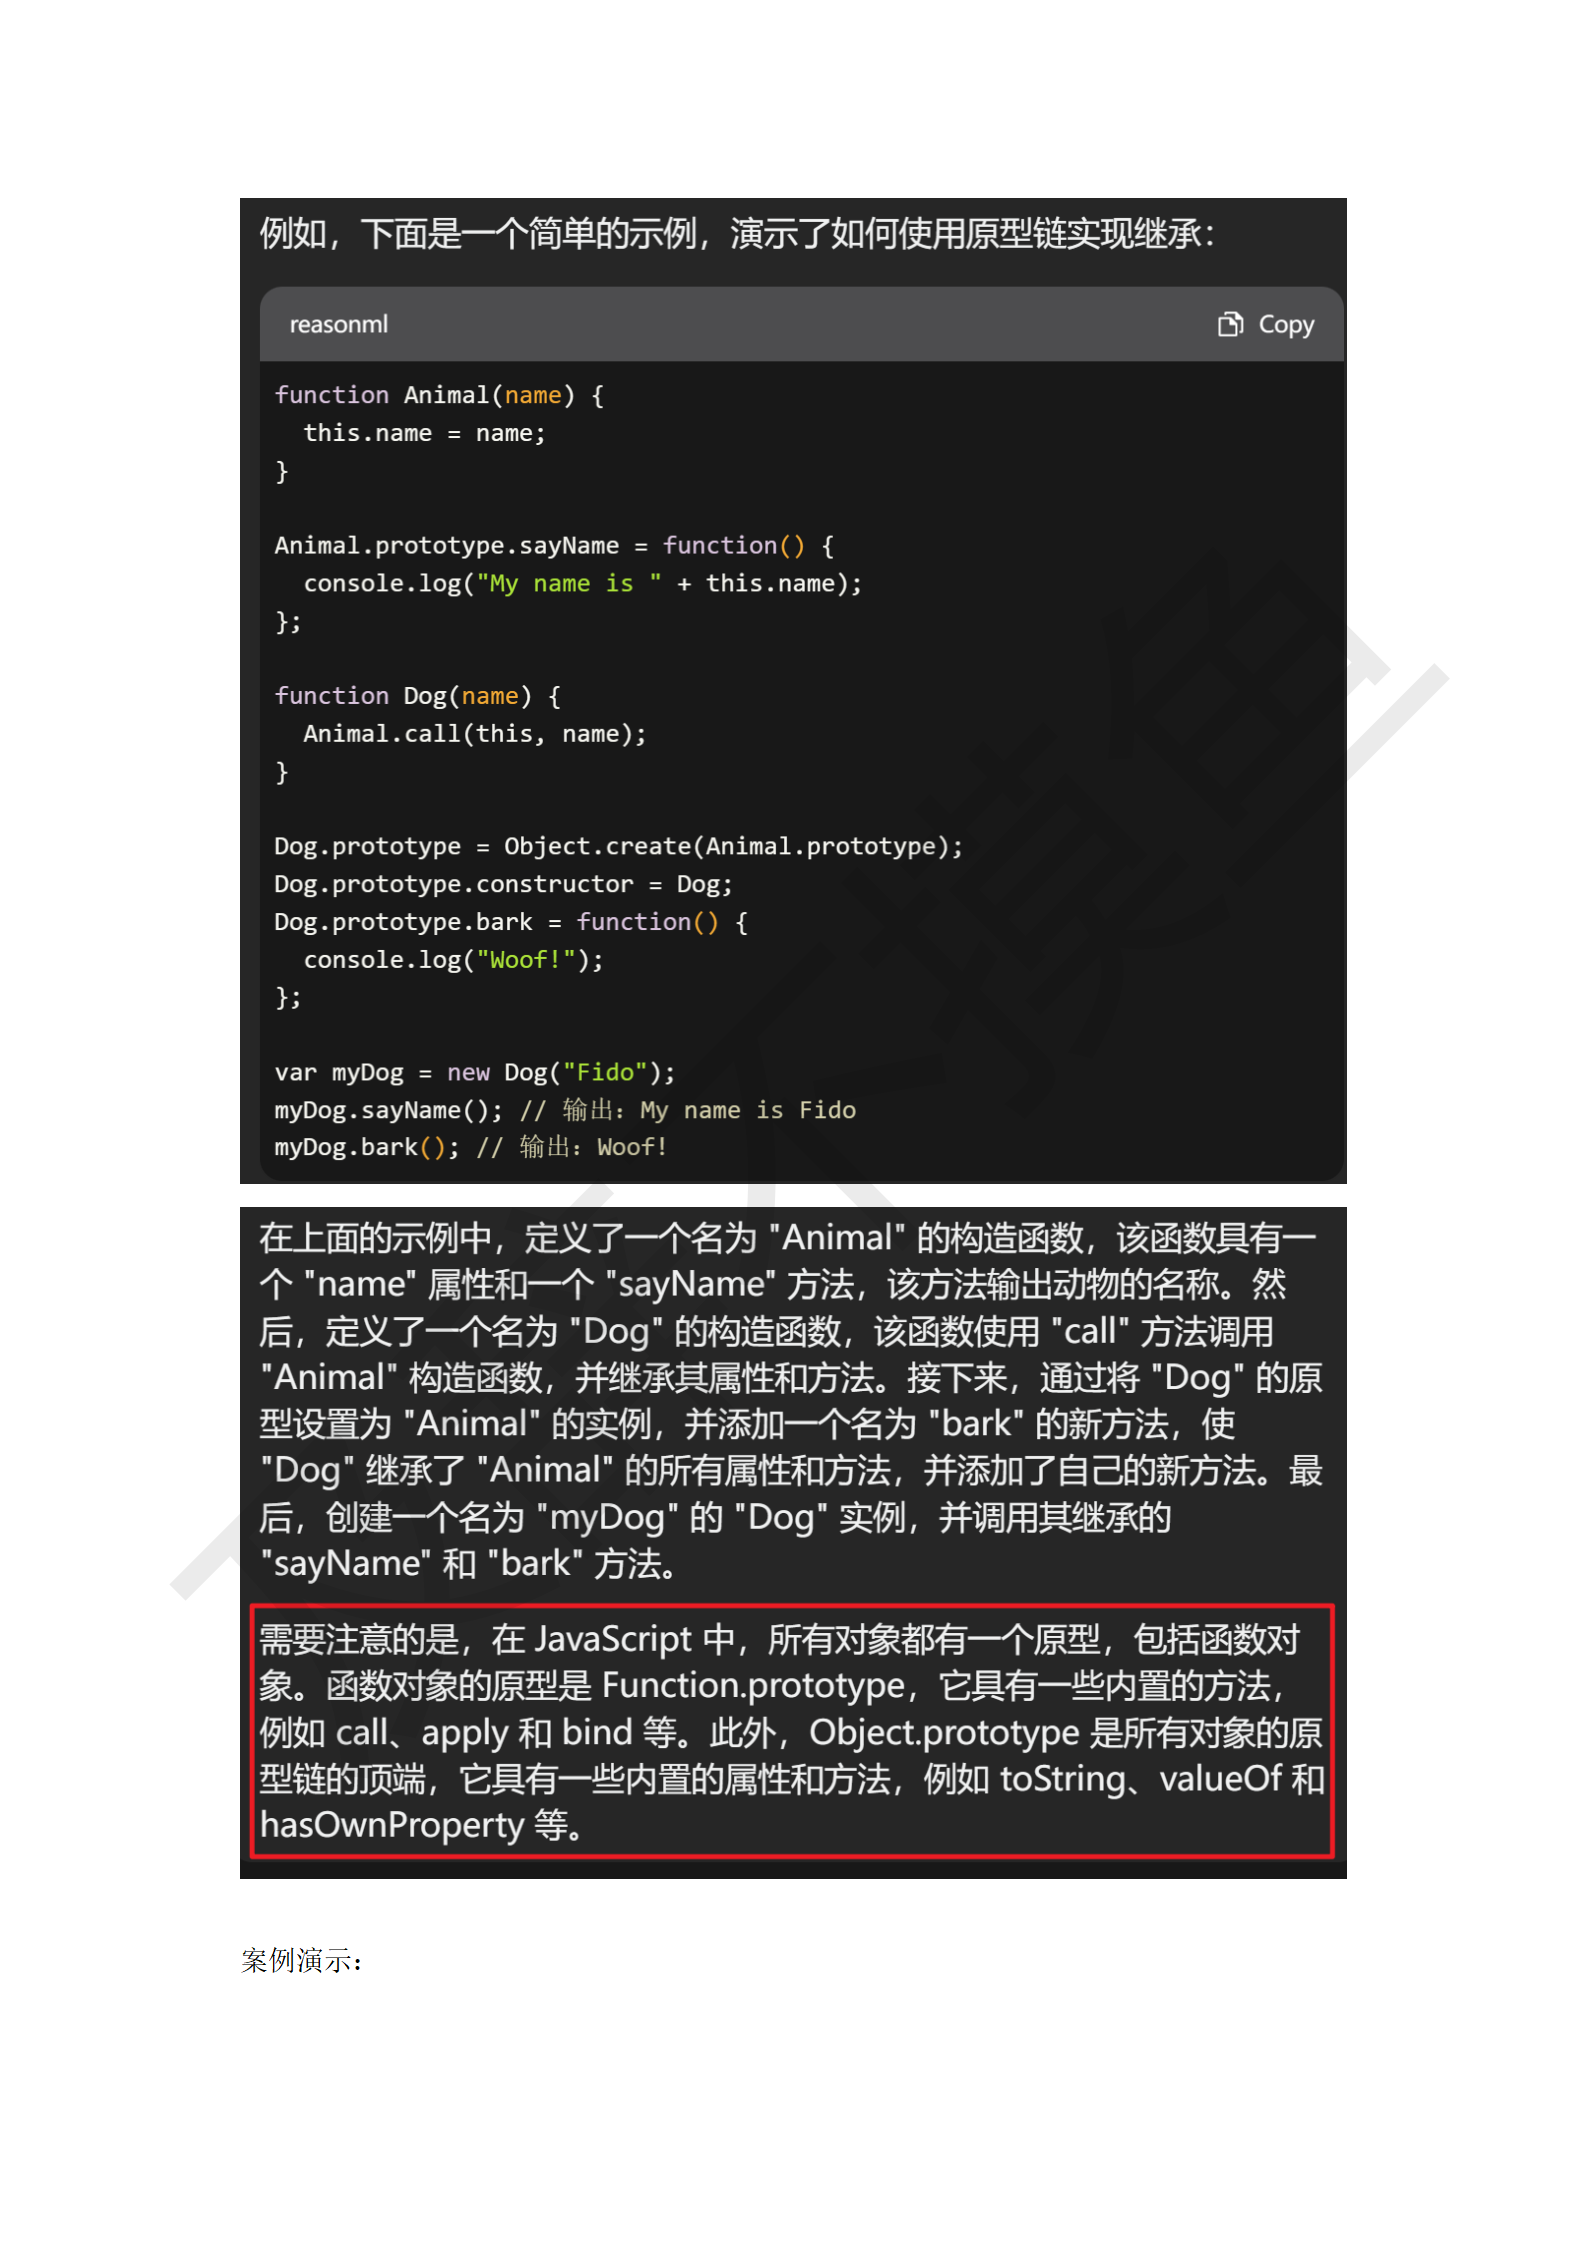 例如，下面是一个简单的示例，演示了如何使用原型链实现继承：
reasonml
Copy
function Animal(name) {
  this.name = name;
}
Animal.prototype.sayName = function() {
  console.log("My name is " + this.name);
};
function Dog(name) {
  Animal.call(this, name);
}
Dog.prototype = Object.create(Animal.prototype);
Dog.prototype.constructor = Dog;
Dog.prototype.bark = function() {
  console.log("Woof!");
};
var myDog = new Dog("Fido");
myDog.sayName(); // 输出：My name is Fido
myDog.bark(); // 输出：Woof!
在上面的示例中，定义了一个名为 "Animal" 的构造函数，该函数具有一
个 "name" 属性和一个 "sayName" 方法，该方法输出动物的名称。然
后，定义了一个名为 "Dog" 的构造函数，该函数使用 "call" 方法调用
"Animal" 构造函数，并继承其属性和方法。接下来，通过将 "Dog" 的原
型设置为 "Animal" 的实例，并添加一个名为 "bark" 的新方法，使
"Dog" 继承了 "Animal" 的所有属性和方法，并添加了自己的新方法。最
后，创建一个名为 "myDog" 的 "Dog" 实例，并调用其继承的
"sayName" 和 "bark" 方法。
需要注意的是，在 JavaScript 中，所有对象都有一个原型，包括函数对
象。函数对象的原型是 Function.prototype，它具有一些内置的方法，
例如 call、apply 和 bind 等。此外，Object.prototype 是所有对象的原
型链的顶端，它具有一些内置的属性和方法，例如 toString、valueOf 和
hasOwnProperty 等。
案例演示：